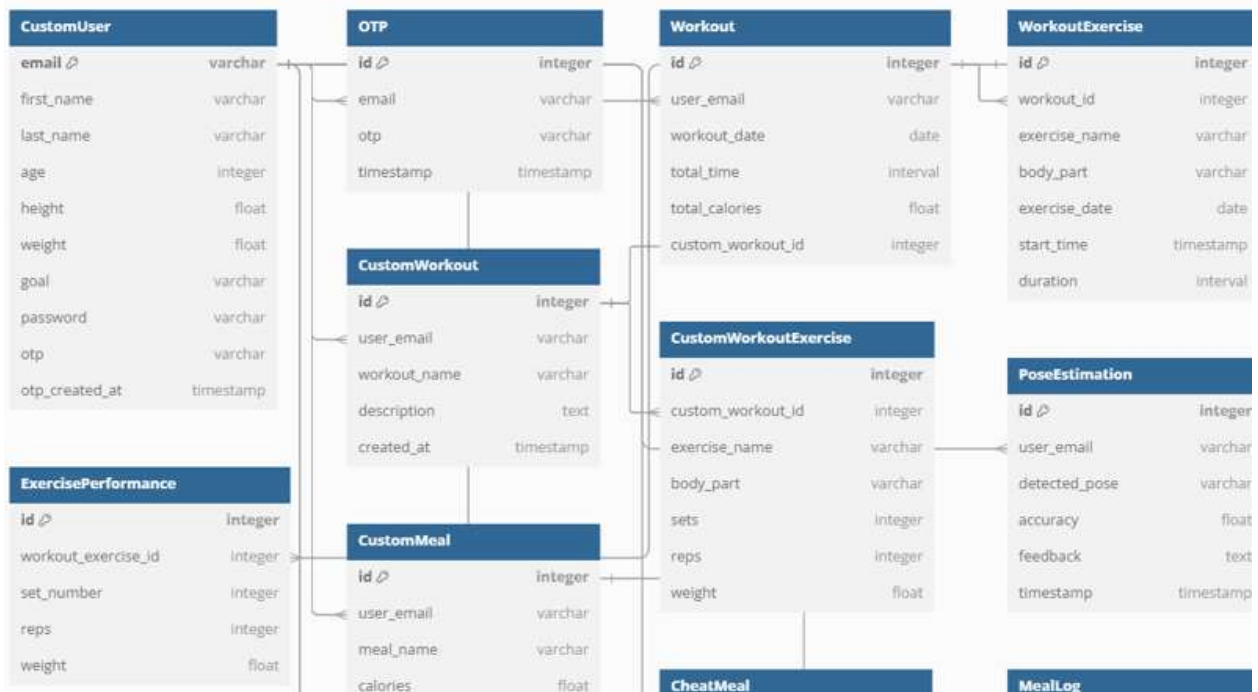 CustomUser
email varchar
first_name varchar
last_name varchar
age integer
height float
weight float
goal varchar
password varchar
otp varchar
otp_created_at timestamp
ExercisePerformance
id integer
workout_exercise_id integer
set_number integer
reps integer
weight float
OTP
id integer
email varchar
otp varchar
timestamp timestamp
CustomWorkout
id integer
user_email varchar
workout_name varchar
description text
created_at timestamp
CustomMeal
id integer
user_email varchar
meal_name varchar
calories float
Workout
id integer
user_email varchar
workout_date date
total_time interval
total_calories float
custom_workout_id integer
CustomWorkoutExercise
id integer
custom_workout_id integer
exercise_name varchar
body_part varchar
sets integer
reps integer
weight float
CheatMeal
WorkoutExercise
id integer
workout_id integer
exercise_name varchar
body_part varchar
exercise_date date
start_time timestamp
duration interval
PoseEstimation
id integer
user_email varchar
detected_pose varchar
accuracy float
feedback text
timestamp timestamp
MealLog